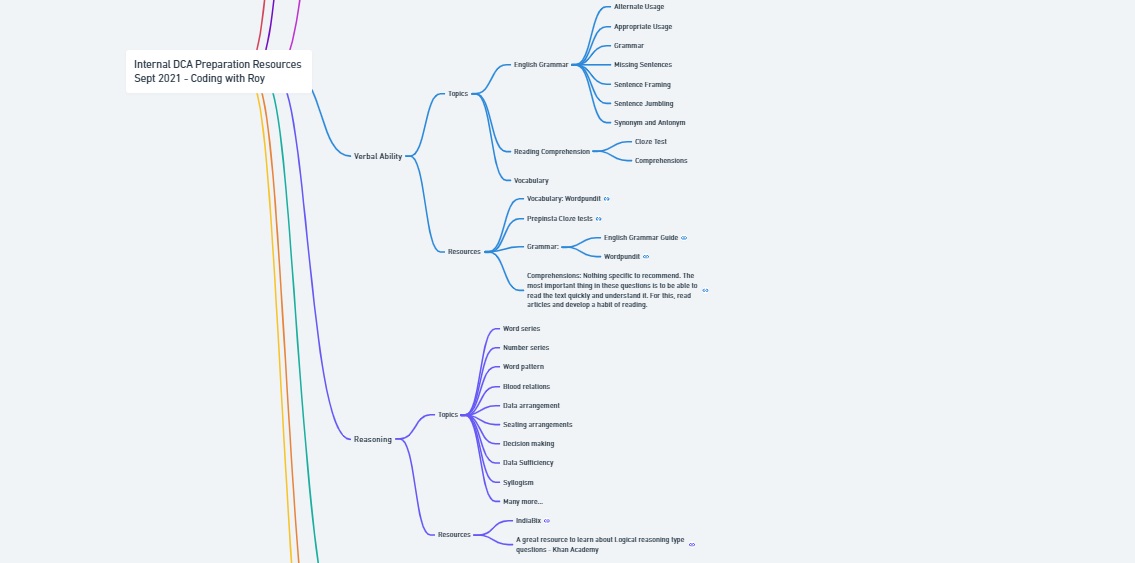 Internal DCA Preparation Resources
Sept 2021 - Coding with Roy
Verbal Ability
Topics
English Grammar
Alternate Usage
Appropriate Usage
Grammar
Missing Sentences
Sentence Framing
Sentence Jumbling
Synonym and Antonym
Reading Comprehension
Cloze Test
Comprehensions
Vocabulary
Resources
Vocabulary: Wordpundit
Prepinsta Cloze tests
Grammar:
English Grammar Guide
Wordpundit
Comprehensions: Nothing specific to recommend. The
most important thing in these questions is to be able to
read the text quickly and understand it. For this, read
articles and develop a habit of reading.
Reasoning
Topics
Word series
Number series
Word pattern
Blood relations
Data arrangement
Seating arrangements
Decision making
Data Sufficiency
Syllogism
Many more...
Resources
IndiaBix
A great resource to learn about Logical reasoning type
questions - Khan Academy